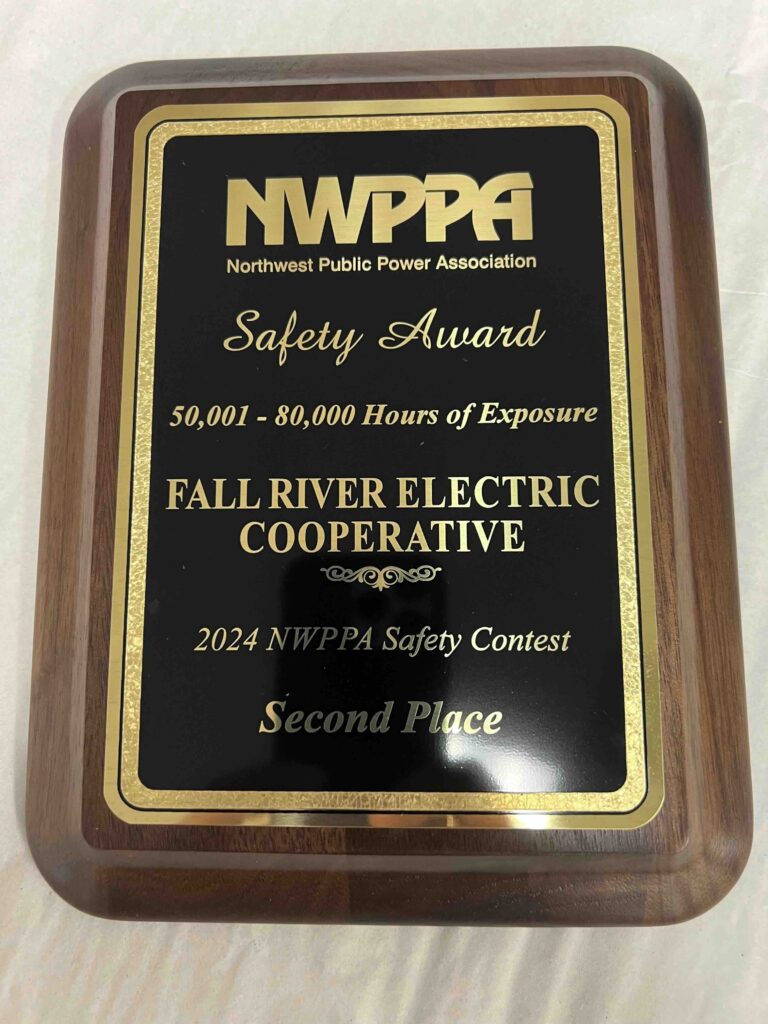 NWPPA
Northwest Public Power Association
Safety Award
50,001 - 80,000 Hours of Exposure
FALL RIVER ELECTRIC
COOPERATIVE
2024 NWPPA Safety Contest
Second Place